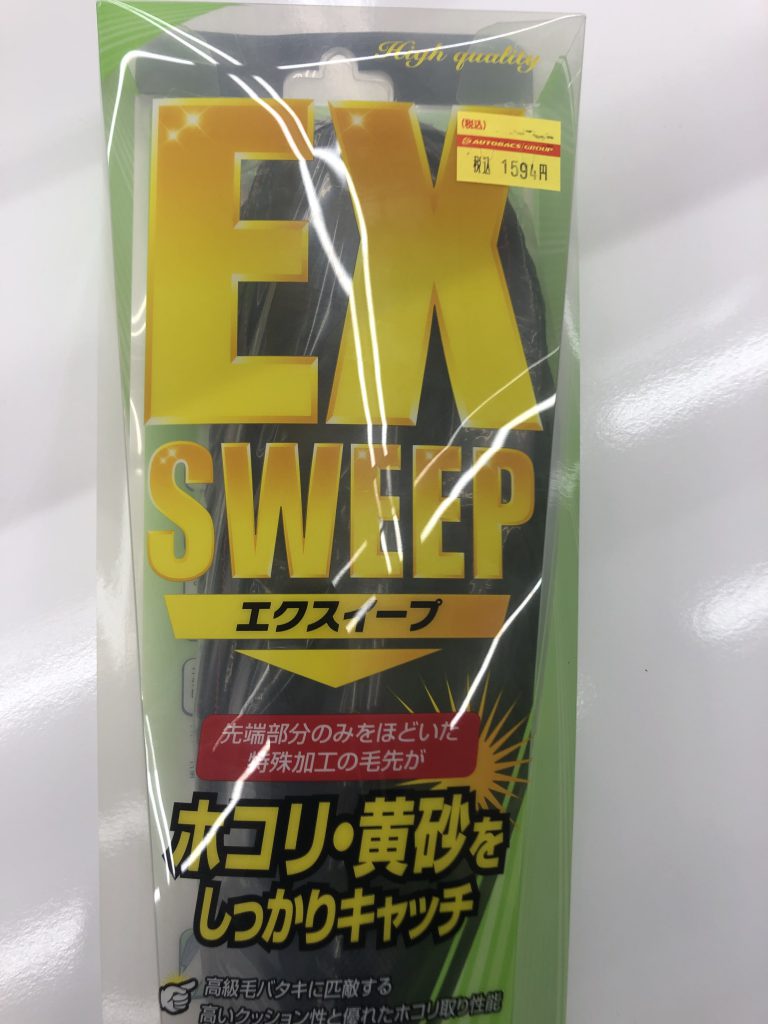 High quality
EX
(税込)
AUTOBACS GROUP
税込 1594円
SWEEP
エクスイープ
先端部分のみをほどいた
特殊加工の毛先が
ホコリ・黄砂を
しっかりキャッチ
高級毛バタキに匹敵する
高いクッション性と優れたホコリ取り性能